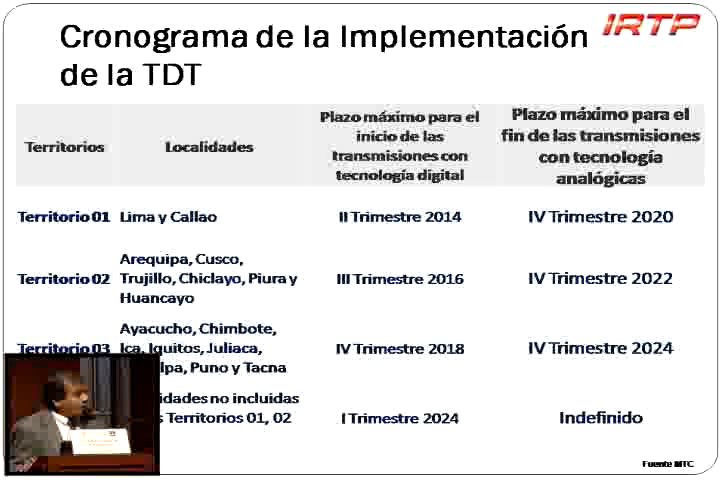 Cronograma de la Implementación
de la TDT
IRTP
Territorios
Localidades
Plazo máximo para el
inicio de las
transmisiones con
tecnología digital
Plazo máximo para el
fin de las transmisiones
con tecnología
analógicas
Territorio 01 Lima y Callao II Trimestre 2014 IV Trimestre 2020
Arequipa, Cusco,
Territorio 02 Trujillo, Chiclayo, Piura y III Trimestre 2016 IV Trimestre 2022
Huancayo
Ayacucho, Chimbote,
Territorio 03 Ica, Iquitos, Juliaca, IV Trimestre 2018 IV Trimestre 2024
lpa, Puno y Tacna
idades no incluidas
s Territorios 01, 02 I Trimestre 2024 Indefinido
Fuente MTC